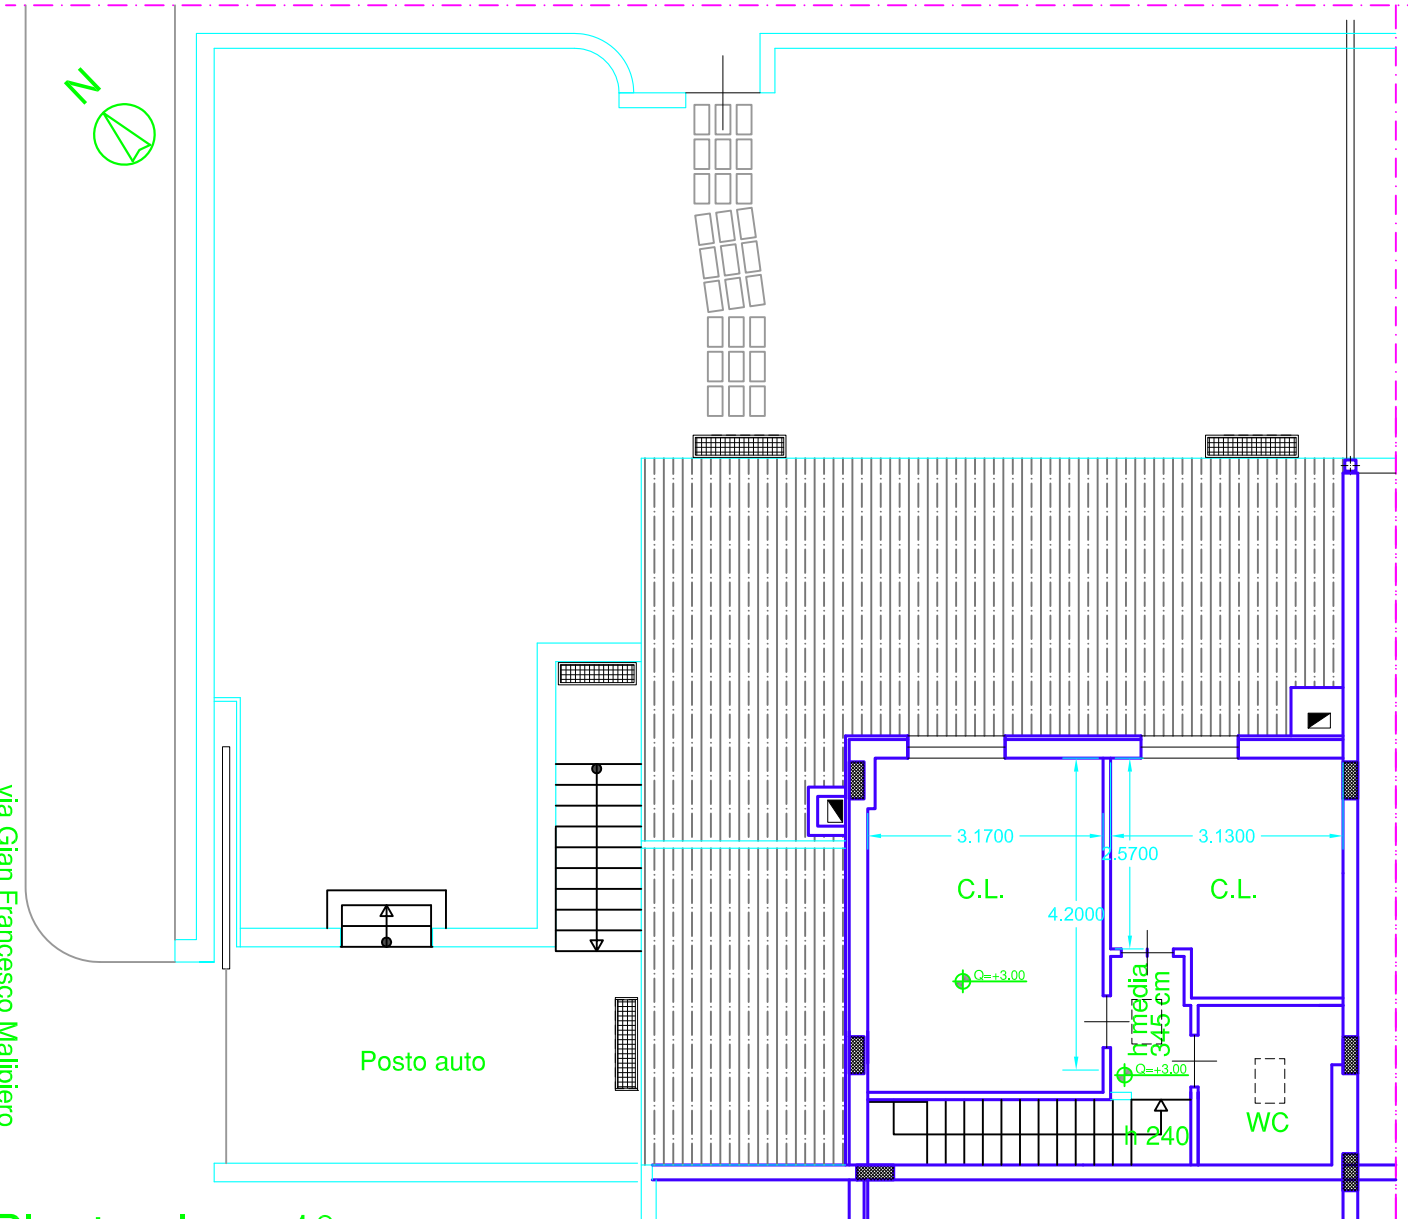 N
3.1700
3.1300
2.5700
C.L.
C.L.
4.2000
Q=+3.00
h media
345 cm
Q=+3.00
Posto auto
WC
h 240
via Gian Francesco Malipiero